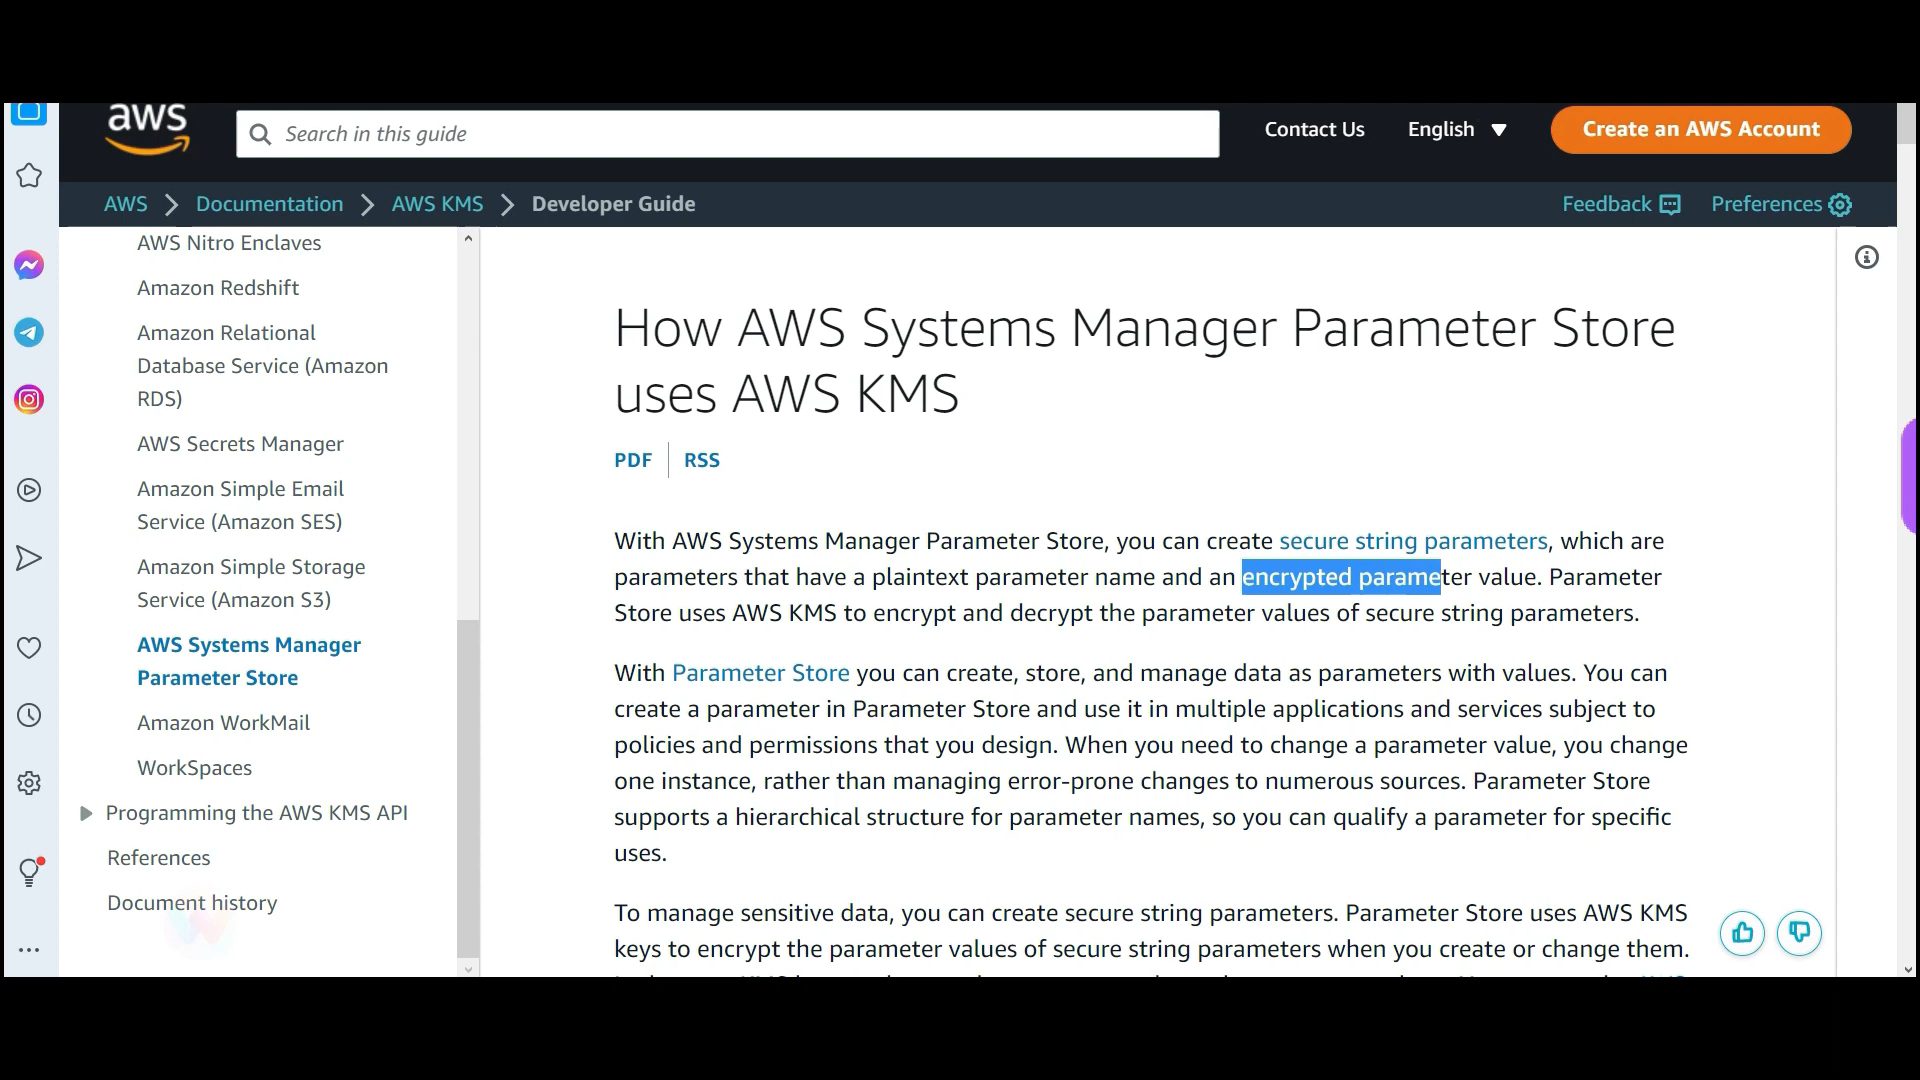 aws
Search in this guide
Contact Us
English
Create an AWS Account
AWS
Documentation
AWS KMS
Developer Guide
Feedback
Preferences
AWS Nitro Enclaves
Amazon Redshift
Amazon Relational
Database Service (Amazon
RDS)
AWS Secrets Manager
Amazon Simple Email
Service (Amazon SES)
Amazon Simple Storage
Service (Amazon S3)
AWS Systems Manager
Parameter Store
Amazon WorkMail
WorkSpaces
Programming the AWS KMS API
References
Document history
How AWS Systems Manager Parameter Store
uses AWS KMS
PDF
RSS
With AWS Systems Manager Parameter Store, you can create secure string parameters, which are
parameters that have a plaintext parameter name and an encrypted parameter value. Parameter
Store uses AWS KMS to encrypt and decrypt the parameter values of secure string parameters.
With Parameter Store you can create, store, and manage data as parameters with values. You can
create a parameter in Parameter Store and use it in multiple applications and services subject to
policies and permissions that you design. When you need to change a parameter value, you change
one instance, rather than managing error-prone changes to numerous sources. Parameter Store
supports a hierarchical structure for parameter names, so you can qualify a parameter for specific
uses.
To manage sensitive data, you can create secure string parameters. Parameter Store uses AWS KMS
keys to encrypt the parameter values of secure string parameters when you create or change them.